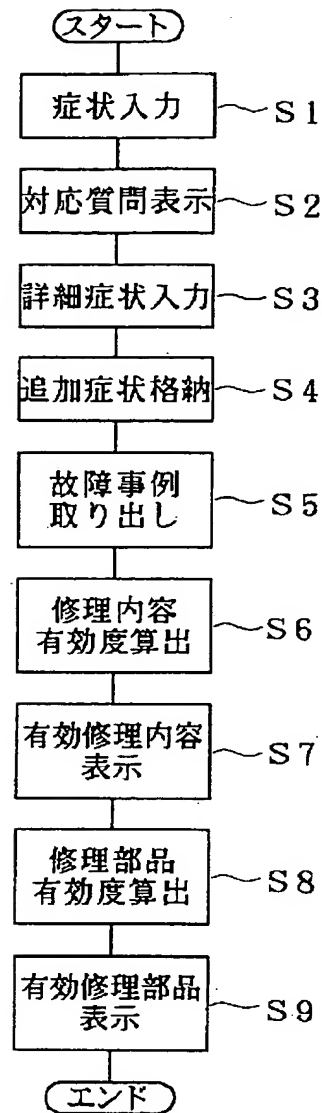 スタート
症状入力 S1
対応質問表示 S2
詳細症状入力 S3
追加症状格納 S4
故障事例
取り出し S5
修理内容
有効度算出 S6
有効修理内容
表示 S7
修理部品
有効度算出 S8
有効修理部品
表示 S9
エンド